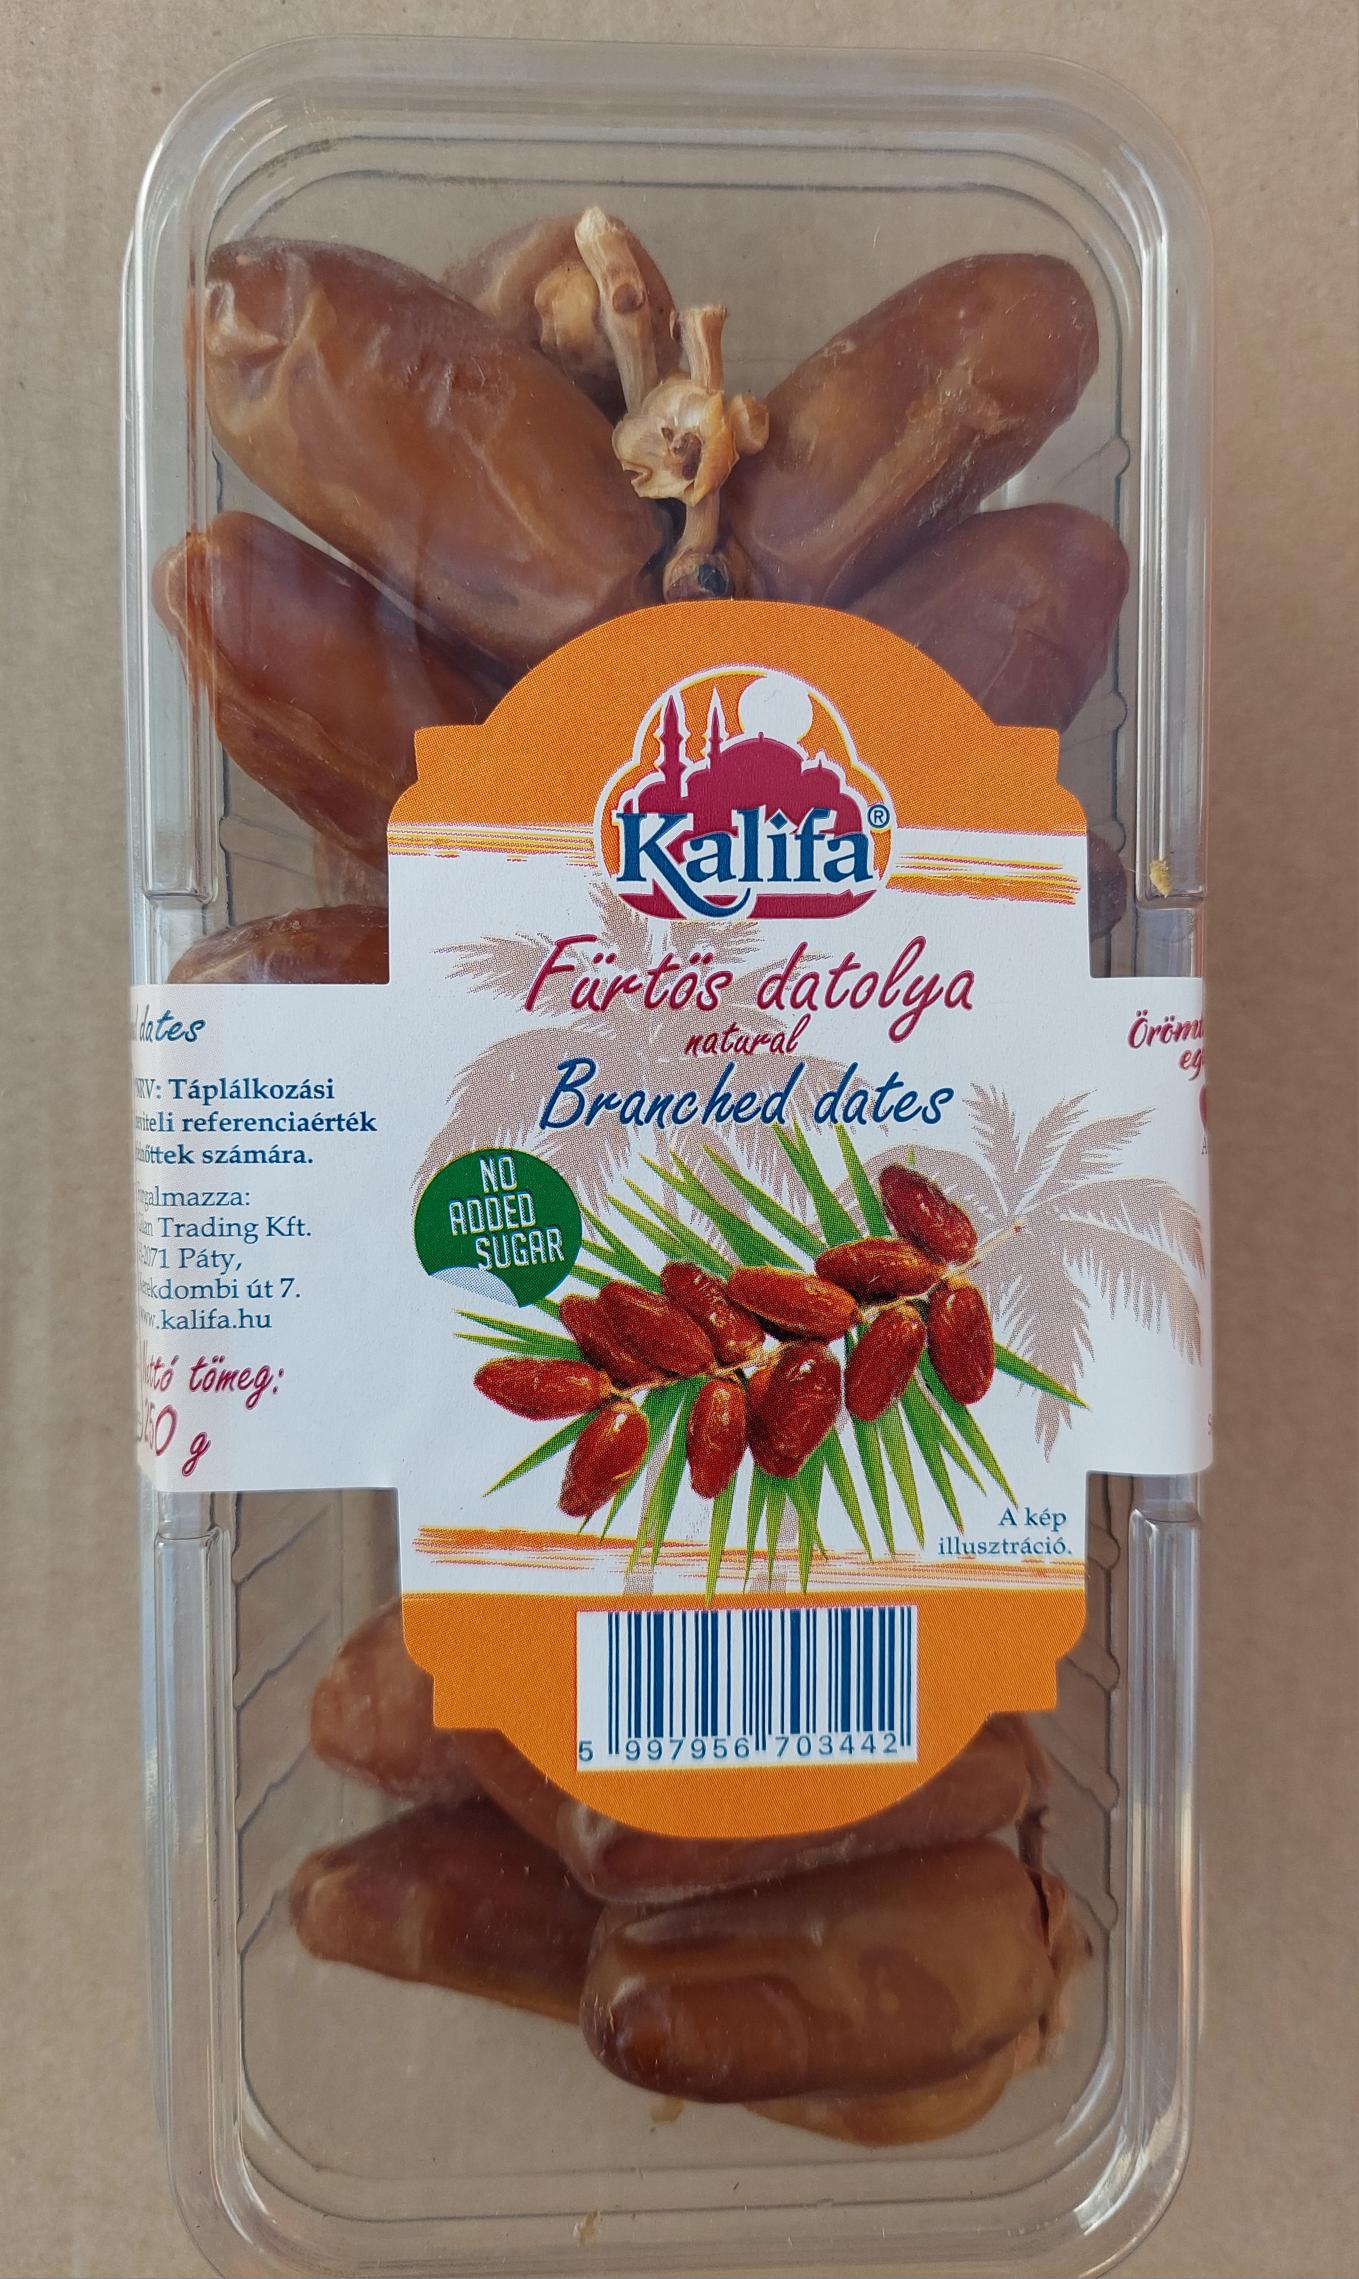 Kalifa®
Fürtös datolya
natural
Branched dates
NO
ADDED
SUGAR
A kép
illusztráció.
5 997956 703442
dates
Táplálkozási
referenciaérték
számára.
Trading Kft.
Páty,
út 7.
.kalifa.hu
tömeg:
250 g